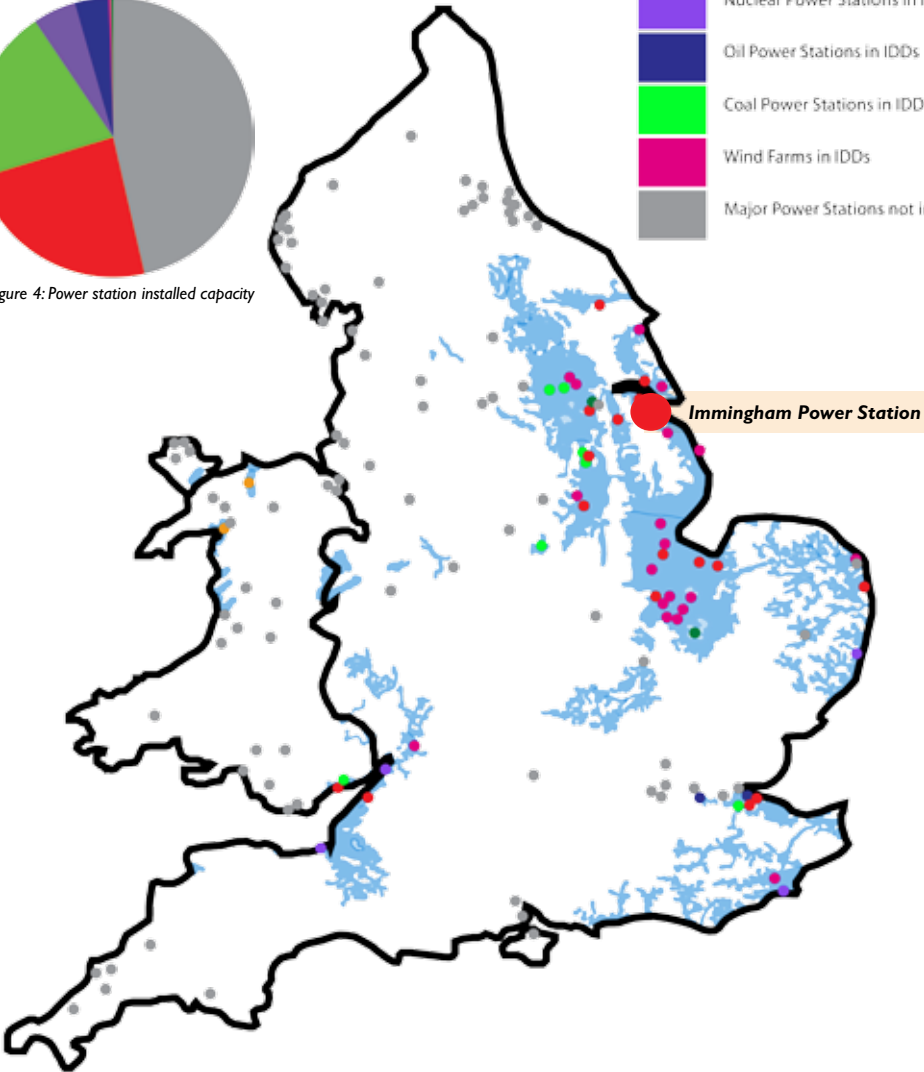 Nuclear Power Stations in
Oil Power Stations in IDDs
Coal Power Stations in IDD
Wind Farms in IDDs
Major Power Stations not i
gure 4: Power station installed capacity
Immingham Power Station